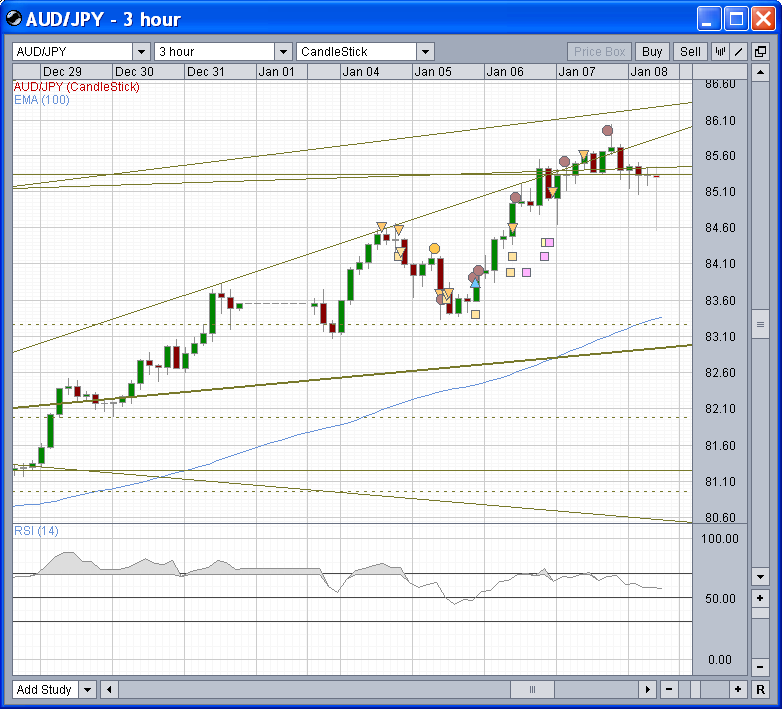 AUD/JPY - 3 hour
AUD/JPY 3 hour CandleStick Price Box Buy Sell
Dec 29 Dec 30 Dec 31 Jan 01 Jan 04 Jan 05 Jan 06 Jan 07 Jan 08
AUD/JPY (CandleStick)
EMA (100)
86.60
86.10
85.60
85.10
84.60
84.10
83.60
83.10
82.60
82.10
81.60
81.10
80.60
RSI (14)
100.00
50.00
0.00
Add Study R